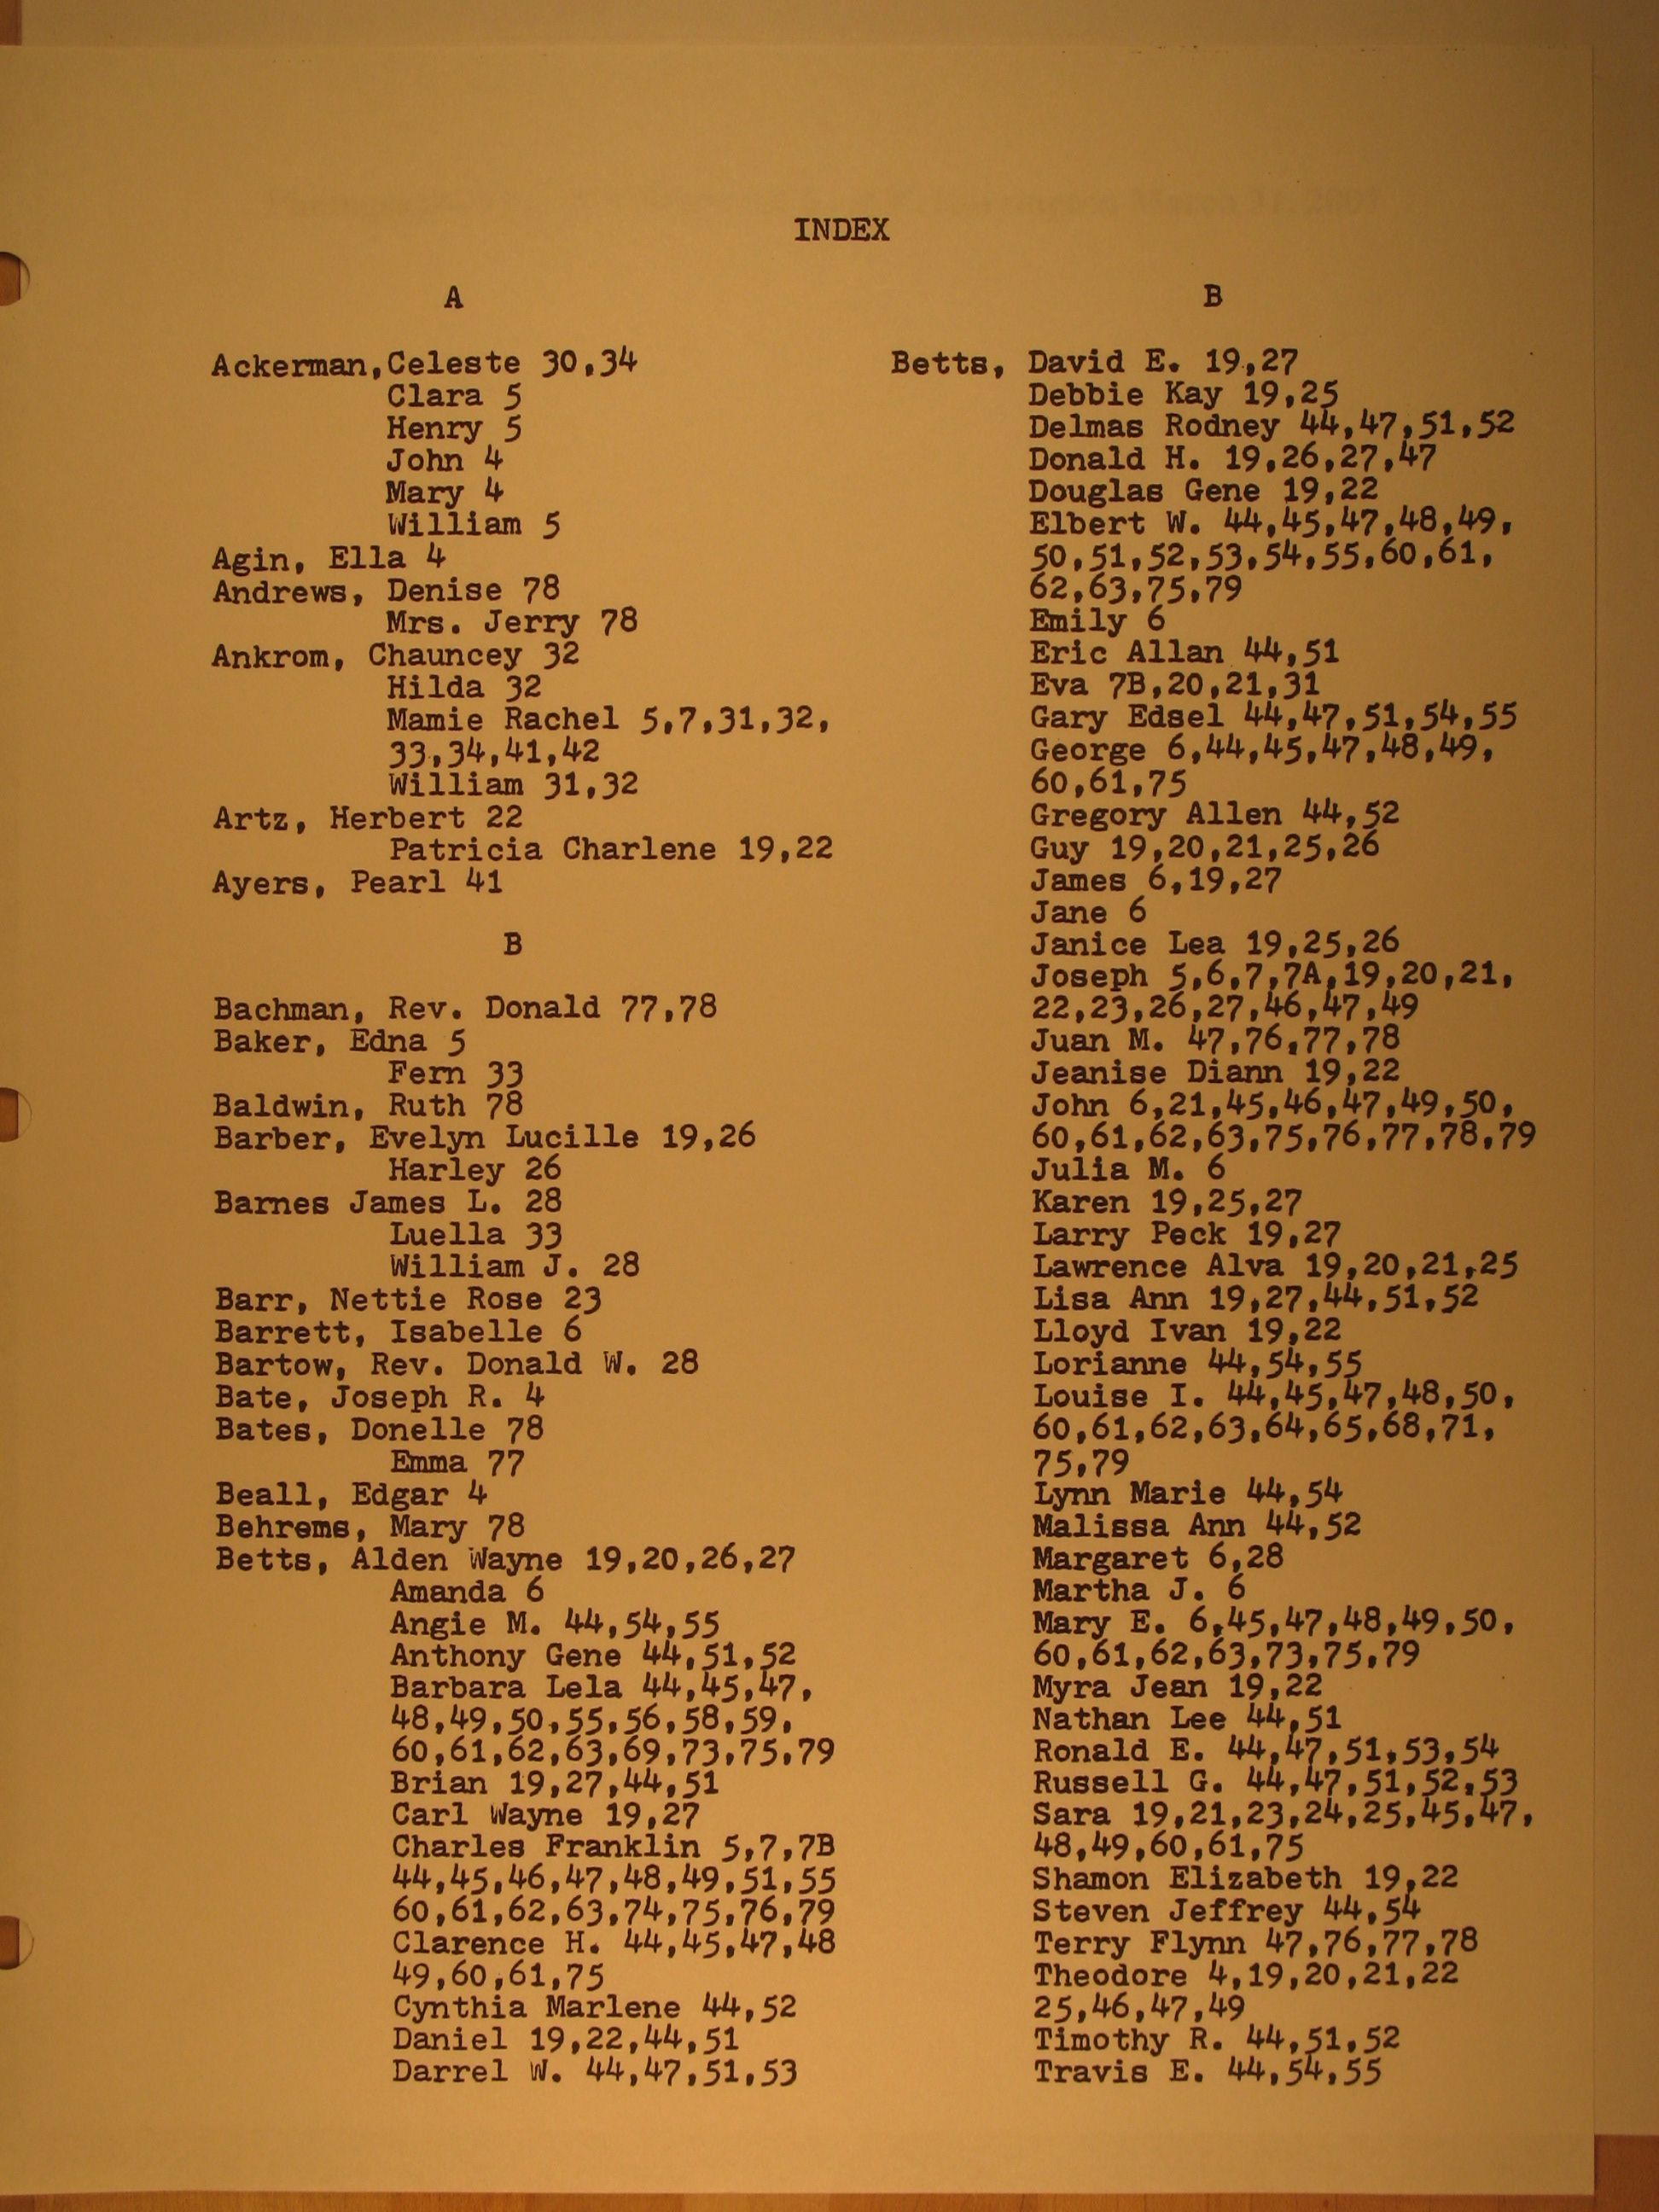 INDEX
A
Ackerman,Celeste 30,34
Clara 5
Henry 5
John 4
Mary 4
William 5
Agin, Ella 4
Andrews, Denise 78
Mrs. Jerry 78
Ankrom, Chauncey 32
Hilda 32
Mamie Rachel 5,7,31,32,
33,34,41,42
William 31,32
Artz, Herbert 22
Patricia Charlene 19,22
Ayers, Pearl 41
B
Bachman, Rev. Donald 77,78
Baker, Edna 5
Fern 33
Baldwin, Ruth 78
Barber, Evelyn Lucille 19,26
Harley 26
Barnes James L. 28
Luella 33
William J. 28
Barr, Nettie Rose 23
Barrett, Isabelle 6
Bartow, Rev. Donald W. 28
Bate, Joseph R. 4
Bates, Donelle 78
Emma 77
Beall, Edgar 4
Behrems, Mary 78
Betts, Alden Wayne 19,20,26,27
Amanda 6
Angie M. 44,54,55
Anthony Gene 44,51,52
Barbara Lela 44,45,47,
48,49,50,55,56,58,59,
60,61,62,63,69,73,75,79
Brian 19,27,44,51
Carl Wayne 19,27
Charles Franklin 5,7,7B
44,45,46,47,48,49,51,55
60,61,62,63,74,75,76,79
Clarence H. 44,45,47,48
49,60,61,75
Cynthia Marlene 44,52
Daniel 19,22,44,51
Darrel W. 44,47,51,53
B
Betts, David E. 19,27
Debbie Kay 19,25
Delmas Rodney 44,47,51,52
Donald H. 19,26,27,47
Douglas Gene 19,22
Elbert W. 44,45,47,48,49,
50,51,52,53,54,55,60,61,
62,63,75,79
Emily 6
Eric Allan 44,51
Eva 7B,20,21,31
Gary Edsel 44,47,51,54,55
George 6,44,45,47,48,49,
60,61,75
Gregory Allen 44,52
Guy 19,20,21,25,26
James 6,19,27
Jane 6
Janice Lea 19,25,26
Joseph 5,6,7,7A,19,20,21,
22,23,26,27,46,47,49
Juan M. 47,76,77,78
Jeanise Diann 19,22
John 6,21,45,46,47,49,50,
60,61,62,63,75,76,77,78,79
Julia M. 6
Karen 19,25,27
Larry Peck 19,27
Lawrence Alva 19,20,21,25
Lisa Ann 19,27,44,51,52
Lloyd Ivan 19,22
Lorianne 44,54,55
Louise I. 44,45,47,48,50,
60,61,62,63,64,65,68,71,
75,79
Lynn Marie 44,54
Malissa Ann 44,52
Margaret 6,28
Martha J. 6
Mary E. 6,45,47,48,49,50,
60,61,62,63,73,75,79
Myra Jean 19,22
Nathan Lee 44,51
Ronald E. 44,47,51,53,54
Russell G. 44,47,51,52,53
Sara 19,21,23,24,25,45,47,
48,49,60,61,75
Shamon Elizabeth 19,22
Steven Jeffrey 44,54
Terry Flynn 47,76,77,78
Theodore 4,19,20,21,22
25,46,47,49
Timothy R. 44,51,52
Travis E. 44,54,55